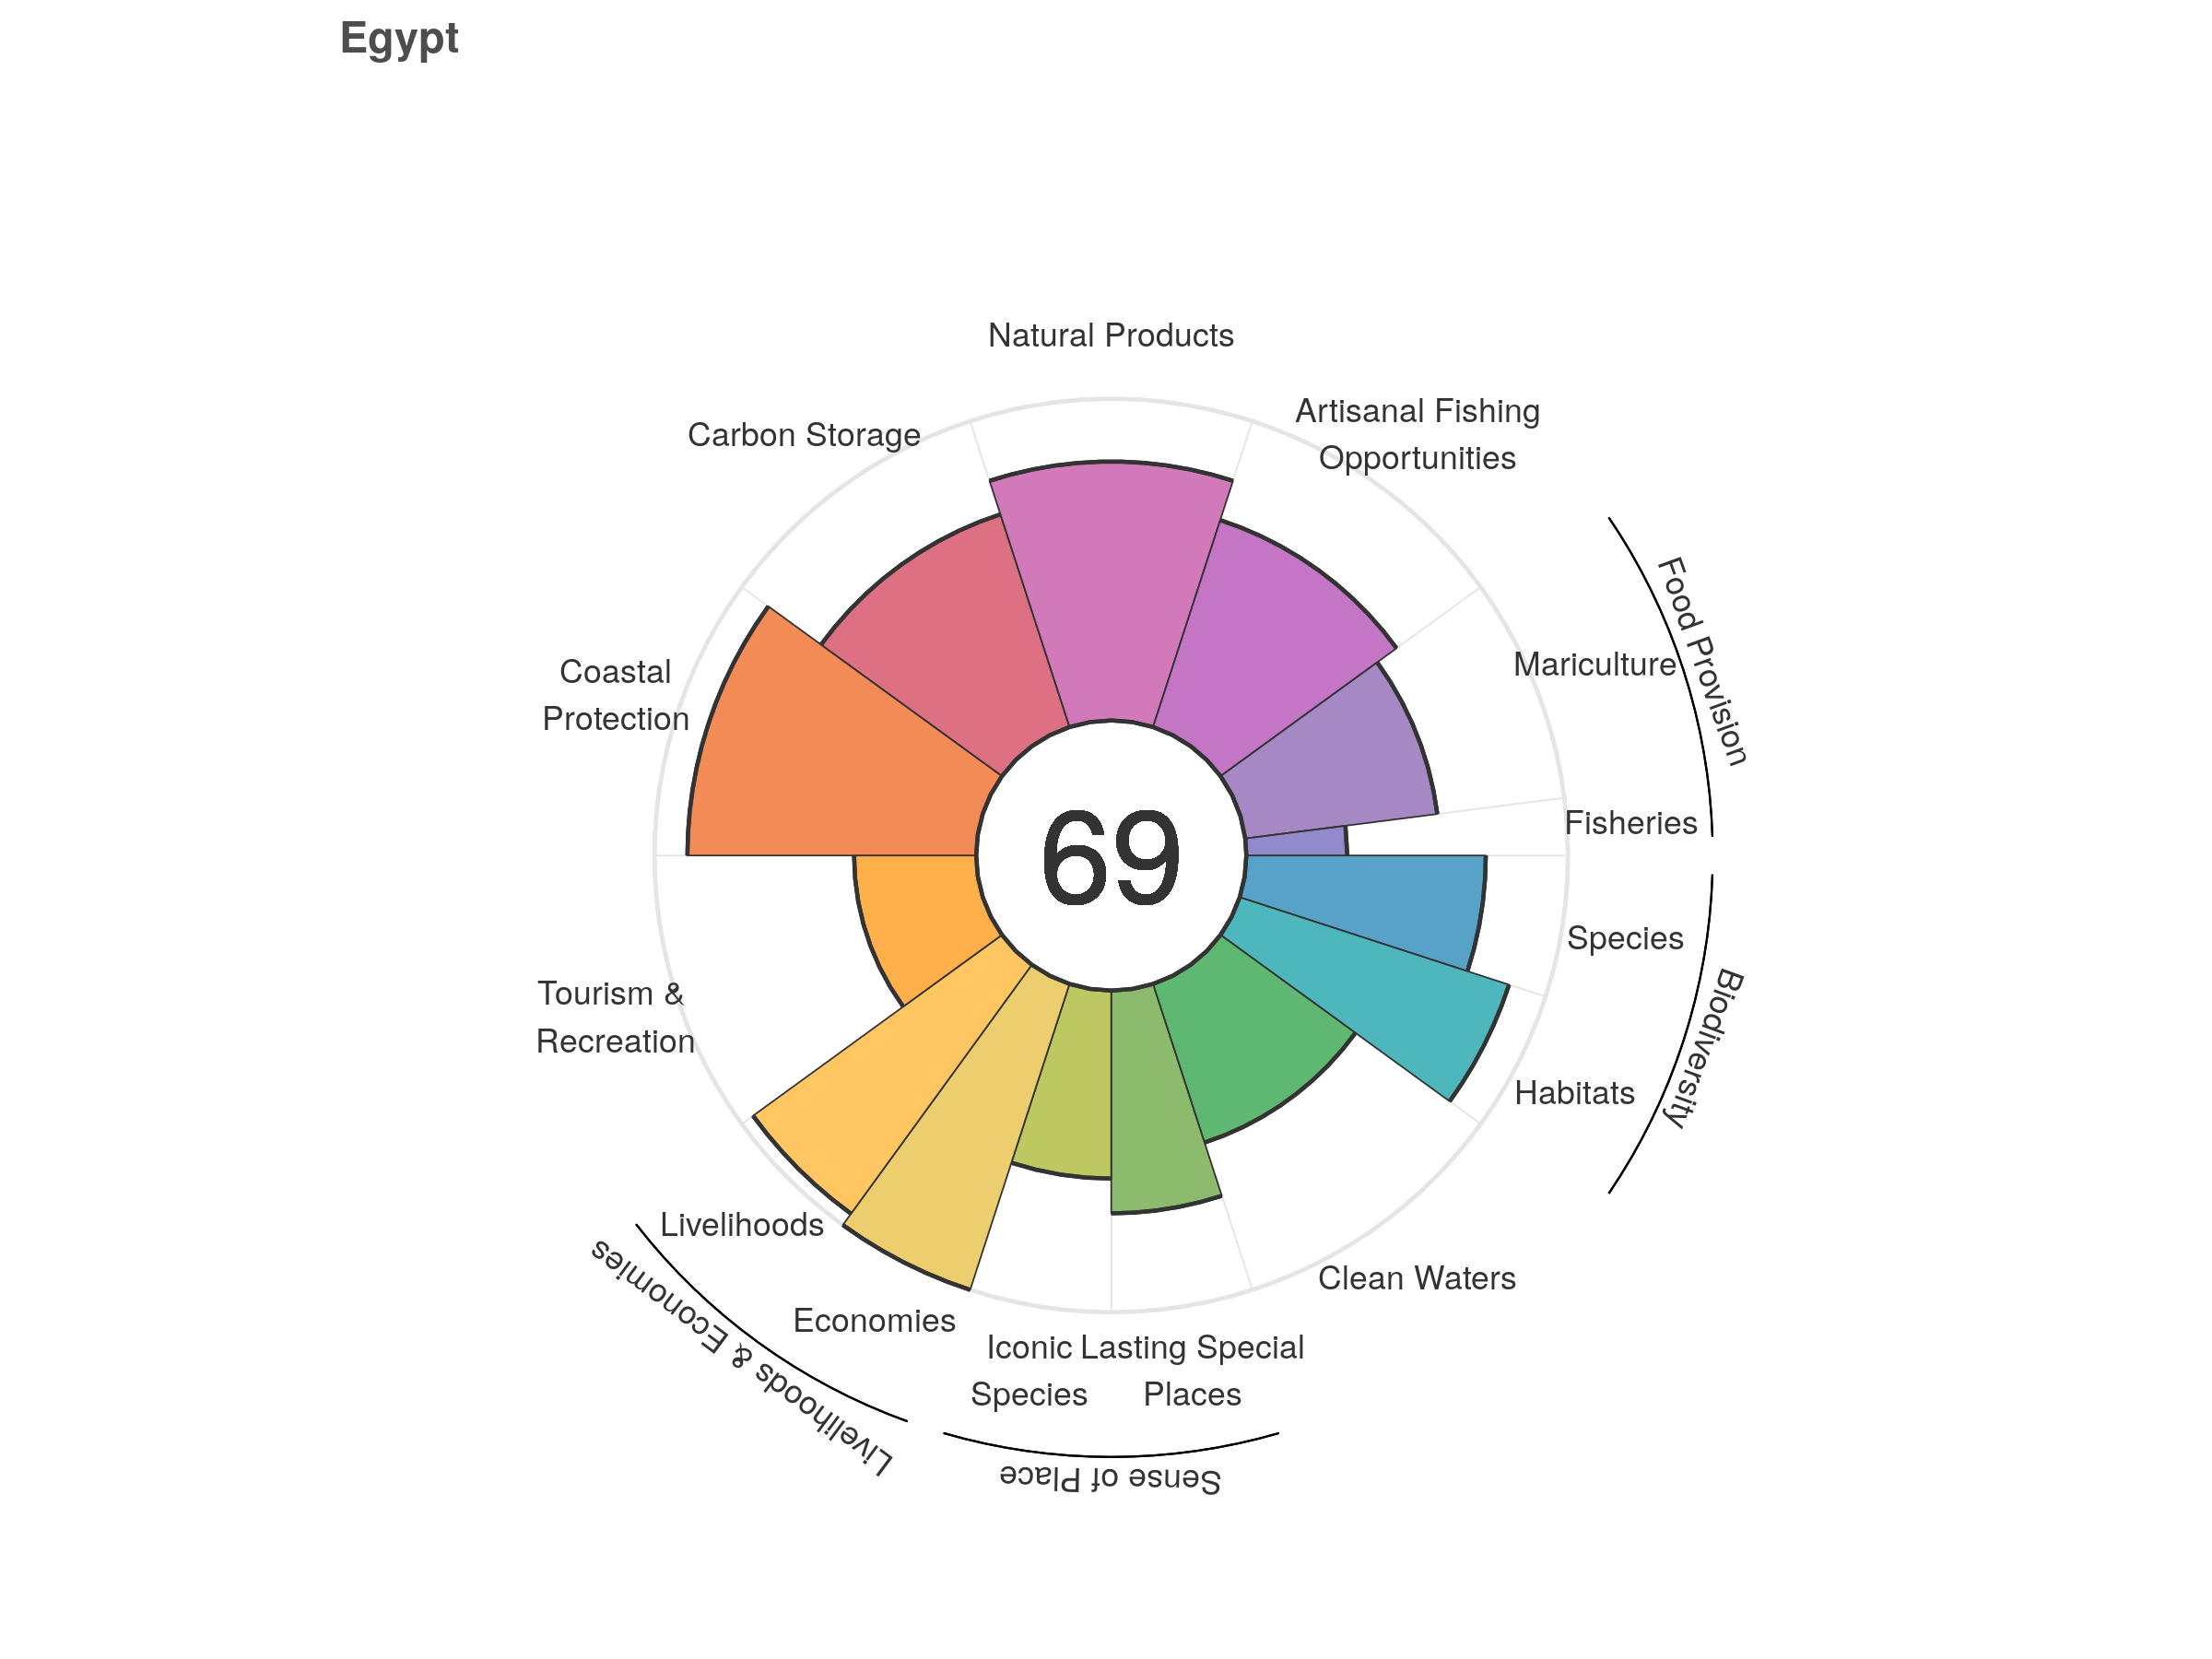 Egypt
Natural Products
Artisanal Fishing
Opportunities
Carbon Storage
Food Provision
Mariculture
Coastal
Protection
Fisheries
69
Species
Biodiversity
Tourism &
Recreation
Habitats
Livelihoods
Clean Waters
Livelihoods & Economies
Economies
Iconic
Species
Lasting Special
Places
Sense of Place